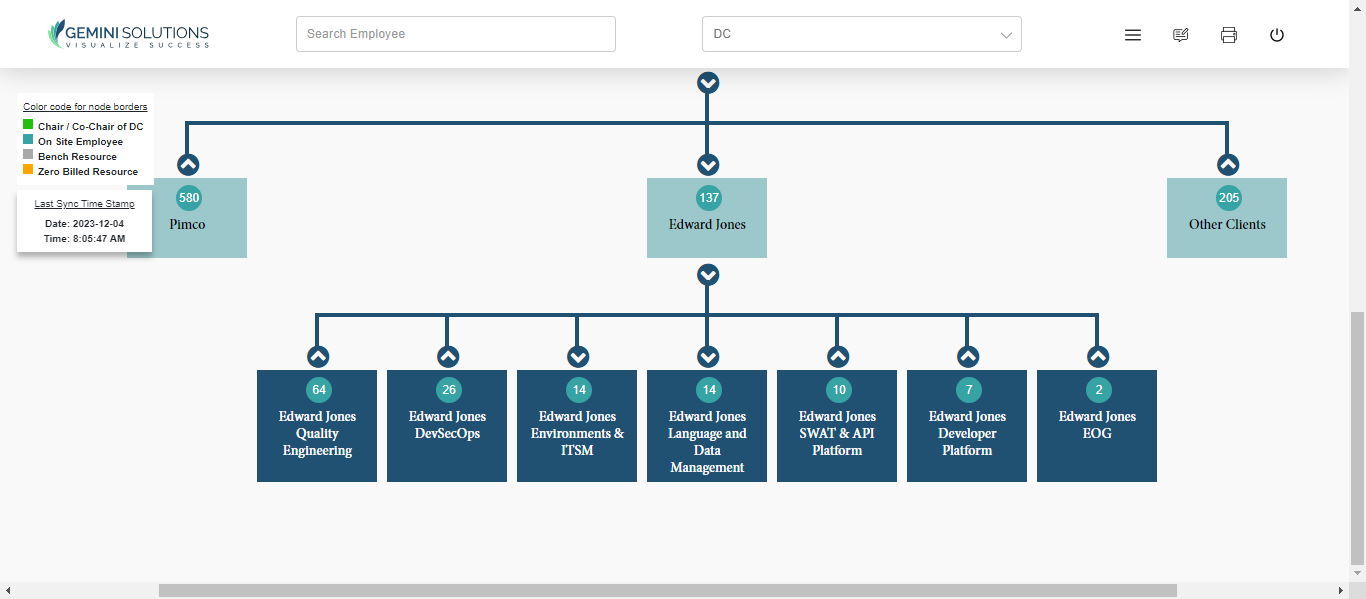 GEMINI SOLUTIONS
VISUALIZE SUCCESS
Search Employee
DC
Color code for node borders
Chair / Co-Chair of DC
On Site Employee
Bench Resource
Zero Billed Resource
Last Sync Time Stamp
Date: 2023-12-04
Time: 8:05:47 AM
580
Pimco
137
Edward Jones
205
Other Clients
64
Edward Jones
Quality
Engineering
26
Edward Jones
DevSecOps
14
Edward Jones
Environments &
ITSM
14
Edward Jones
Language and
Data
Management
10
Edward Jones
SWAT & API
Platform
7
Edward Jones
Developer
Platform
2
Edward Jones
EOG